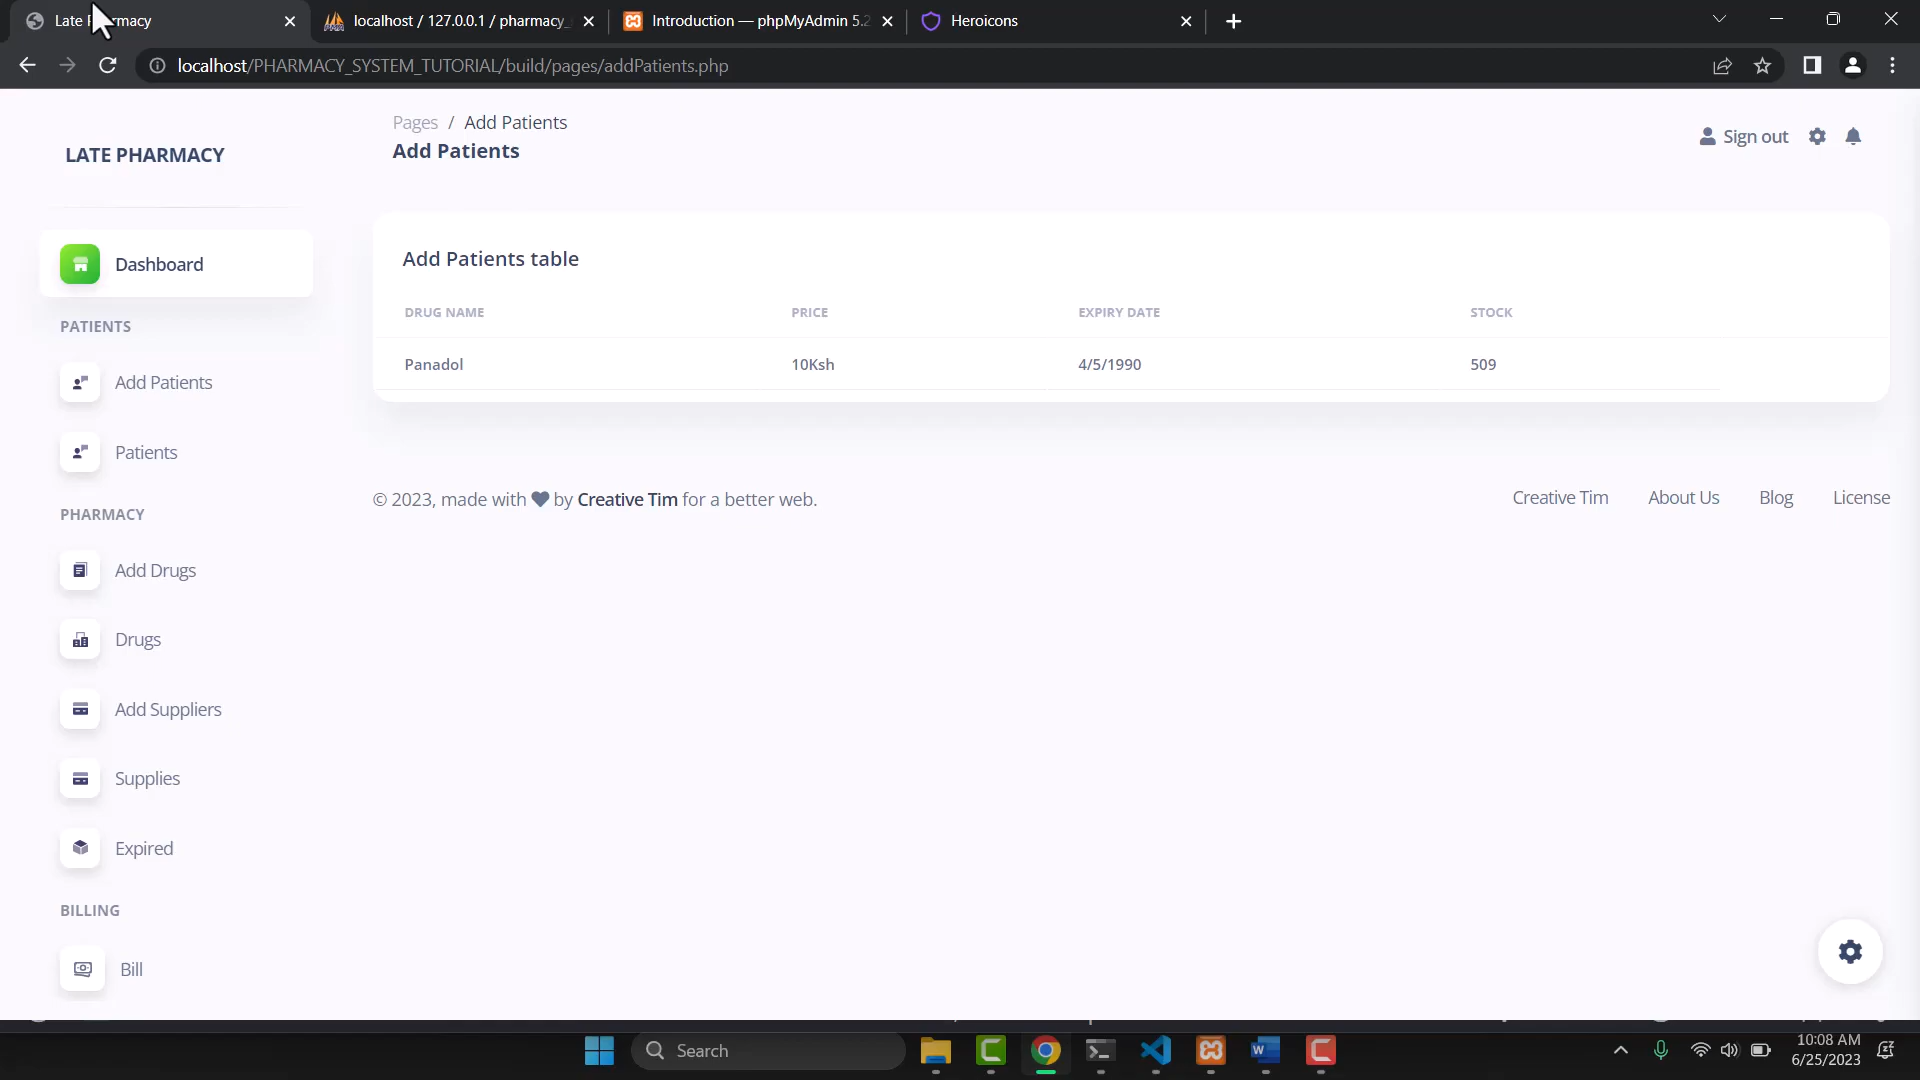 Late Pharmacy
localhost / 127.0.0.1 / pharmacy_
Introduction — phpMyAdmin 5.2
Heroicons
localhost/PHARMACY_SYSTEM_TUTORIAL/build/pages/addPatients.php
LATE PHARMACY
Pages / Add Patients
Add Patients
Sign out
Dashboard
PATIENTS
Add Patients
Patients
PHARMACY
Add Drugs
Drugs
Add Suppliers
Supplies
Expired
BILLING
Bill
Add Patients table
DRUG NAME PRICE EXPIRY DATE STOCK
Panadol 10Ksh 4/5/1990 509
© 2023, made with by Creative Tim for a better web.
Creative Tim About Us Blog License
Search
10:08 AM
6/25/2023